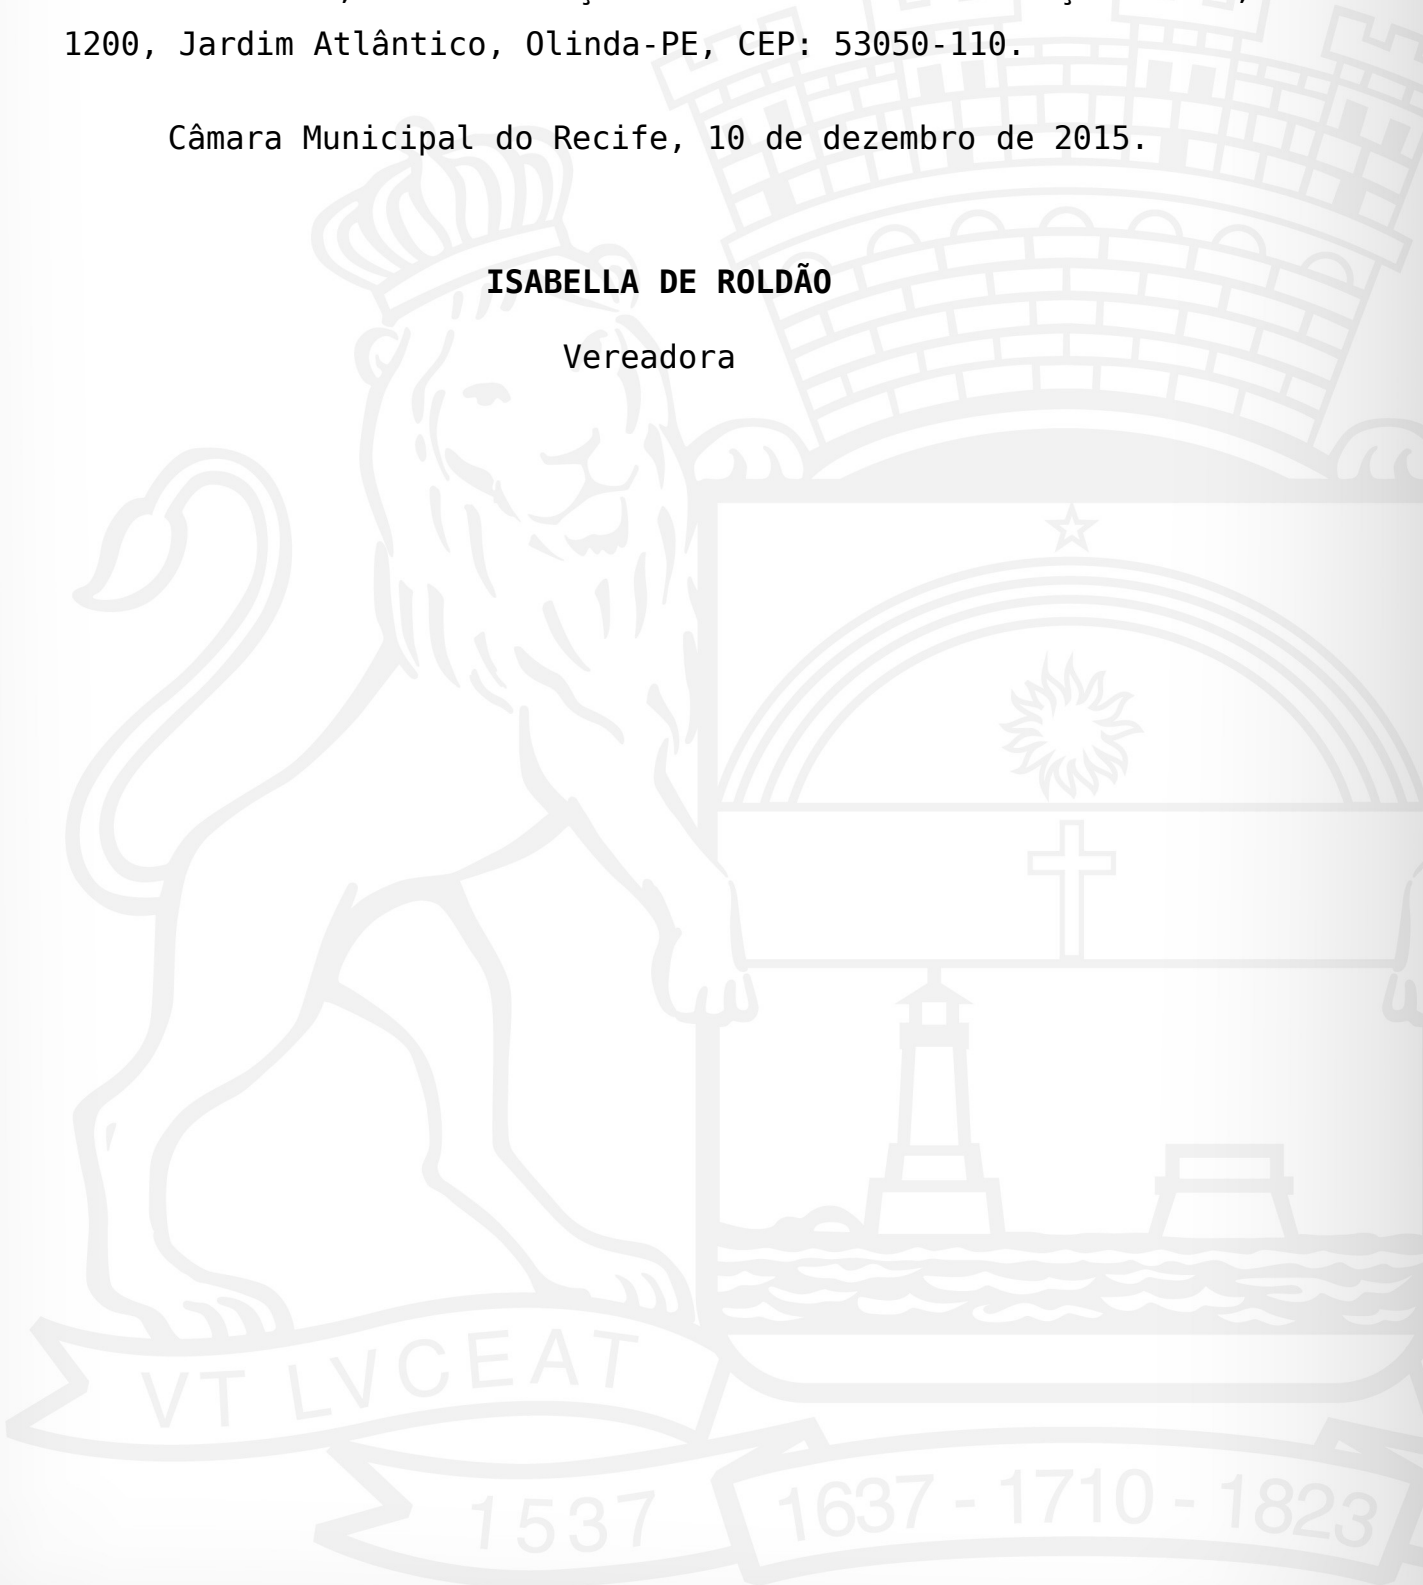 1200, Jardim Atlântico, Olinda-PE, CEP: 53050-110.
Câmara Municipal do Recife, 10 de dezembro de 2015.
ISABELLA DE ROLDÃO
Vereadora
VT LVCEAT
1537
1637 - 1710 - 1823